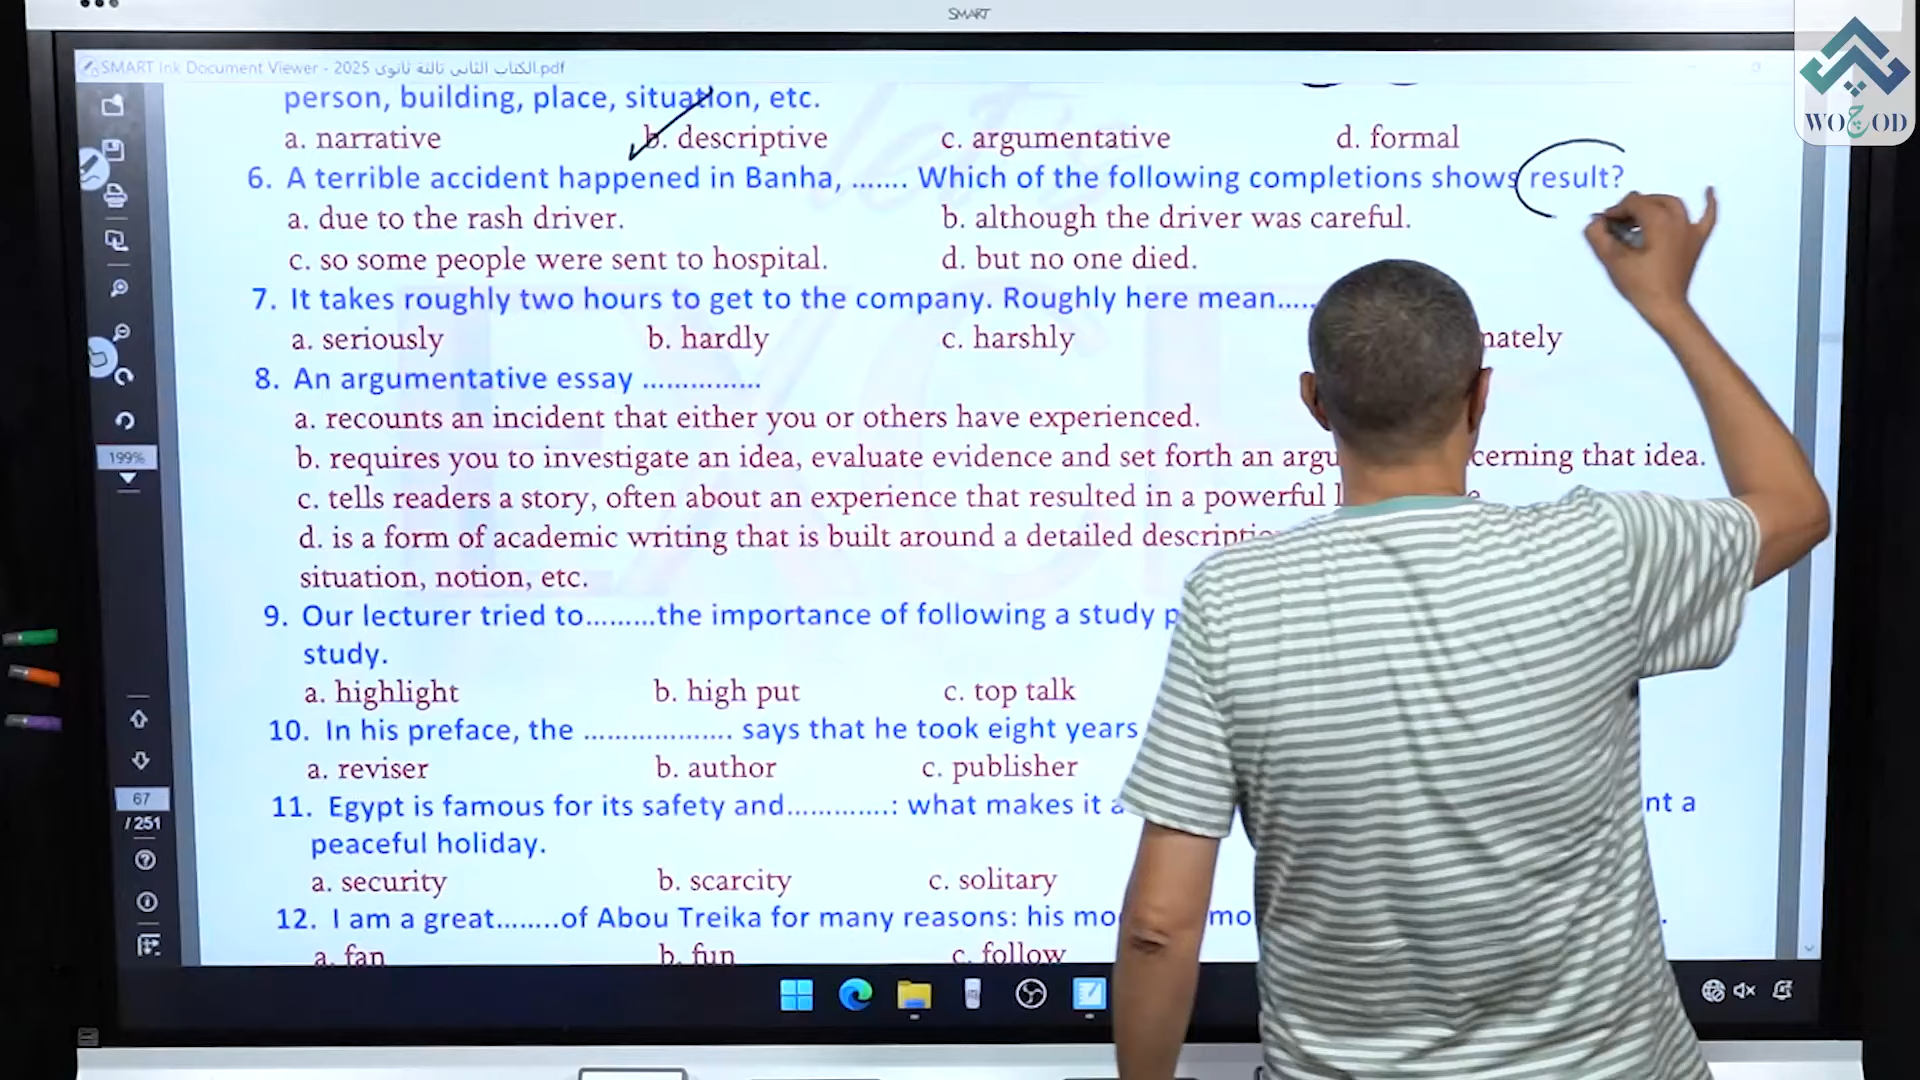 SMART
SMART Ink Document Viewer - 2025 الكتاب الثاني ثالثة ثانوي.pdf
WOجOD
person, building, place, situation, etc.
a. narrative b. descriptive c. argumentative d. formal
6. A terrible accident happened in Banha, ....... Which of the following completions shows result?
a. due to the rash driver. b. although the driver was careful.
c. so some people were sent to hospital. d. but no one died.
7. It takes roughly two hours to get to the company. Roughly here mean.....
a. seriously b. hardly c. harshly
8. An argumentative essay ...............
a. recounts an incident that either you or others have experienced.
b. requires you to investigate an idea, evaluate evidence and set forth an that idea.
c. tells readers a story, often about an experience that resulted in a powerful
d. is a form of academic writing that is built around a detailed
situation, notion, etc.
9. Our lecturer tried to.........the importance of following a study
study.
a. highlight b. high put c. top talk
10. In his preface, the ................... says that he took eight years
a. reviser b. author c. publisher
11. Egypt is famous for its safety and.............: what makes it a
peaceful holiday.
a. security b. scarcity c. solitary
12. I am a great........of Abou Treika for many reasons: his
a. fan b. fun c. follow
199%
67
/ 251